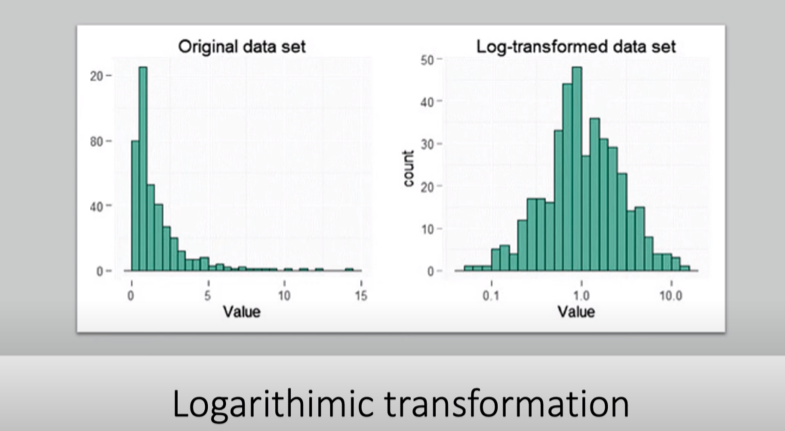 Original data set
20
80
40
0
0 5 10 15
Value
Log-transformed data set
50
40
30
20
10
0
count
0.1 1.0 10.0
Value
Logarithimic transformation